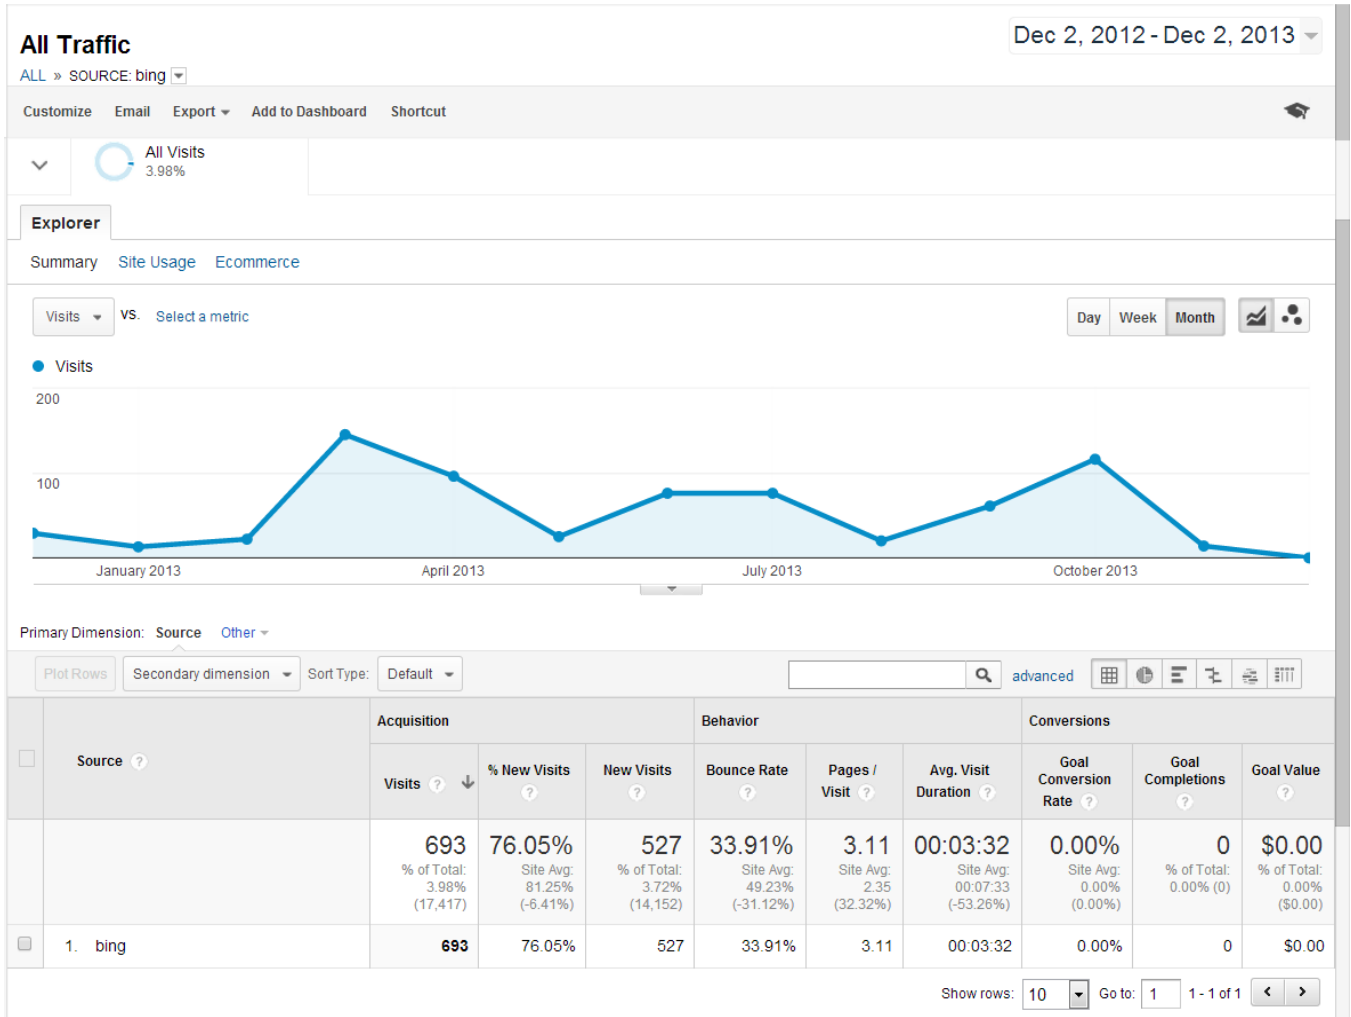 All Traffic
Dec 2, 2012 - Dec 2, 2013
ALL » SOURCE: bing
Customize Email Export Add to Dashboard Shortcut
All Visits
3.98%
Explorer
Summary Site Usage Ecommerce
Visits VS. Select a metric Day Week Month
Visits
200
100
January 2013 April 2013 July 2013 October 2013
Primary Dimension: Source Other
Plot Rows Secondary dimension Sort Type: Default advanced
Acquisition Behavior Conversions
Source ? Visits ? % New Visits ? New Visits ? Bounce Rate ? Pages / Visit ? Avg. Visit Duration ? Goal Conversion Rate ? Goal Completions ? Goal Value ?
693 76.05% 527 33.91% 3.11 00:03:32 0.00% 0 $0.00
% of Total: Site Avg: % of Total: Site Avg: Site Avg: Site Avg: Site Avg: % of Total: % of Total:
3.98% 81.25% 3.72% 49.23% 2.35 00:07:33 0.00% 0.00% (0) 0.00%
(17,417) (-6.41%) (14,152) (-31.12%) (32.32%) (-53.26%) (0.00%) ($0.00)
1. bing 693 76.05% 527 33.91% 3.11 00:03:32 0.00% 0 $0.00
Show rows: 10 Go to: 1 1 - 1 of 1